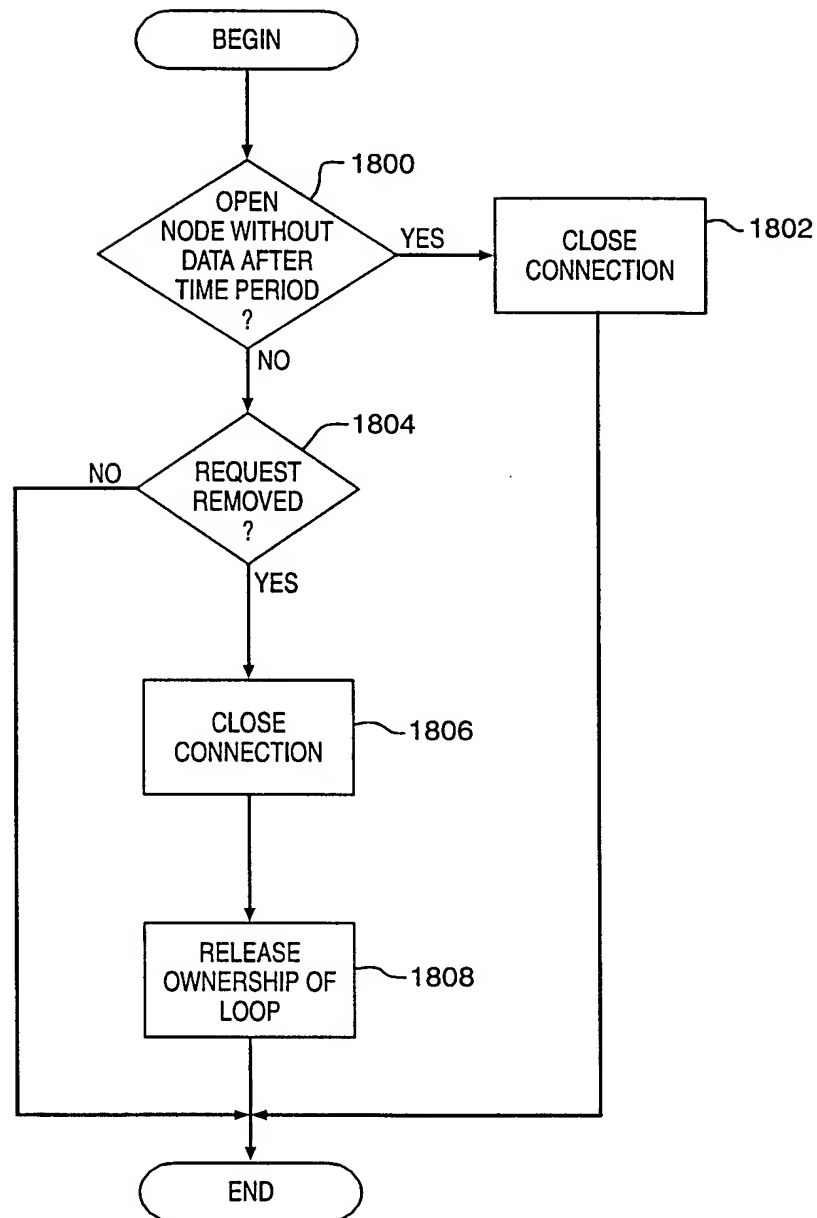 BEGIN
1800
OPEN
NODE WITHOUT
DATA AFTER
TIME PERIOD
?
YES
CLOSE
CONNECTION
1802
NO
1804
REQUEST
REMOVED
?
NO
YES
CLOSE
CONNECTION
1806
RELEASE
OWNERSHIP OF
LOOP
1808
END